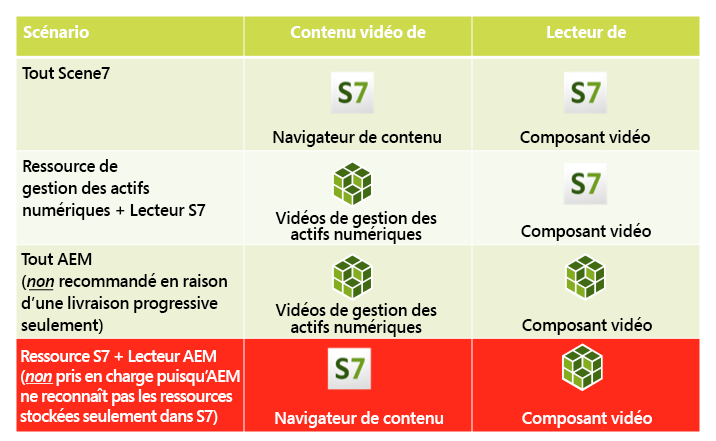 Scénario
Contenu vidéo de
Lecteur de
Tout Scene7
S7
Navigateur de contenu
S7
Composant vidéo
Ressource de
gestion des actifs
numériques + Lecteur S7
Vidéos de gestion des
actifs numériques
S7
Composant vidéo
Tout AEM
(non recommandé en raison
d’une livraison progressive
seulement)
Vidéos de gestion des
actifs numériques
Composant vidéo
Ressource S7 + Lecteur AEM
(non pris en charge puisqu’AEM
ne reconnaît pas les ressources
stockées seulement dans S7)
S7
Navigateur de contenu
Composant vidéo